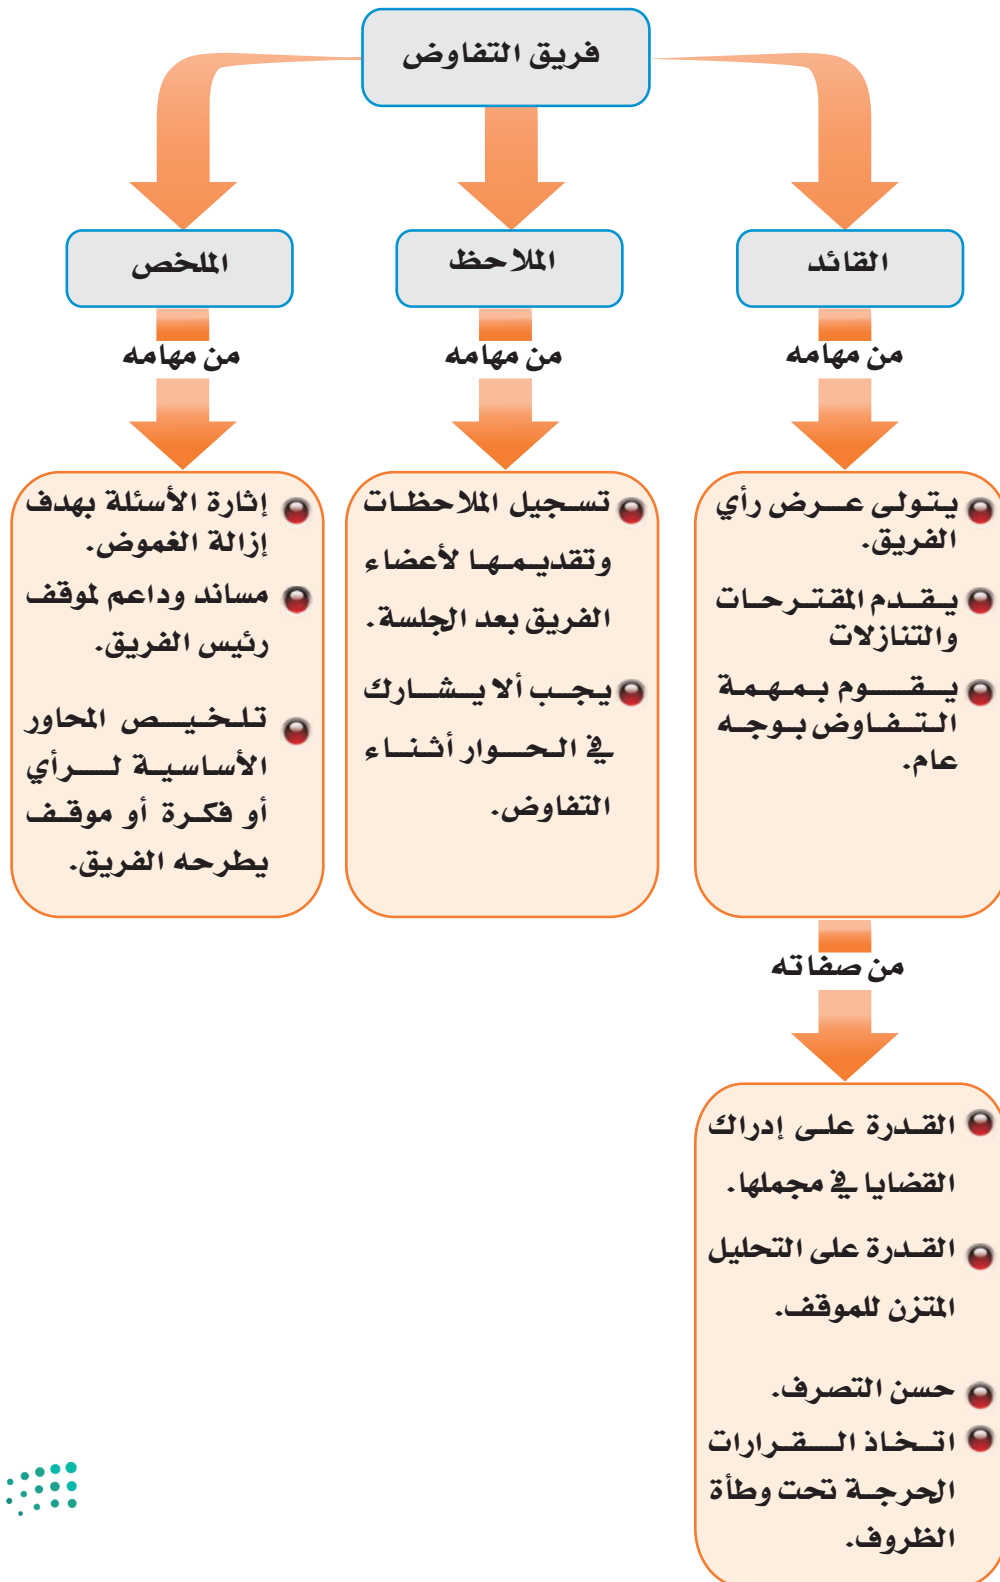 فريق التفاوض
القائد
من مهامه
يتولى عرض رأي
الفريق.
يقدم المقترحات
والتنازلات
يقوم بمهمة
التفاوض بوجه
عام.
من صفاته
القدرة على إدراك
القضايا في مجملها.
القدرة على التحليل
المتزن للموقف.
حسن التصرف.
اتخاذ القرارات
الحرجة تحت وطأة
الظروف.
الملاحظ
من مهامه
تسجيل الملاحظات
وتقديمها لأعضاء
الفريق بعد الجلسة.
يجب ألا يشارك
في الحوار أثناء
التفاوض.
الملخص
من مهامه
إثارة الأسئلة بهدف
إزالة الغموض.
مساند وداعم لموقف
رئيس الفريق.
تلخيص المحاور
الأساسية لرأي
أو فكرة أو موقف
يطرحه الفريق.